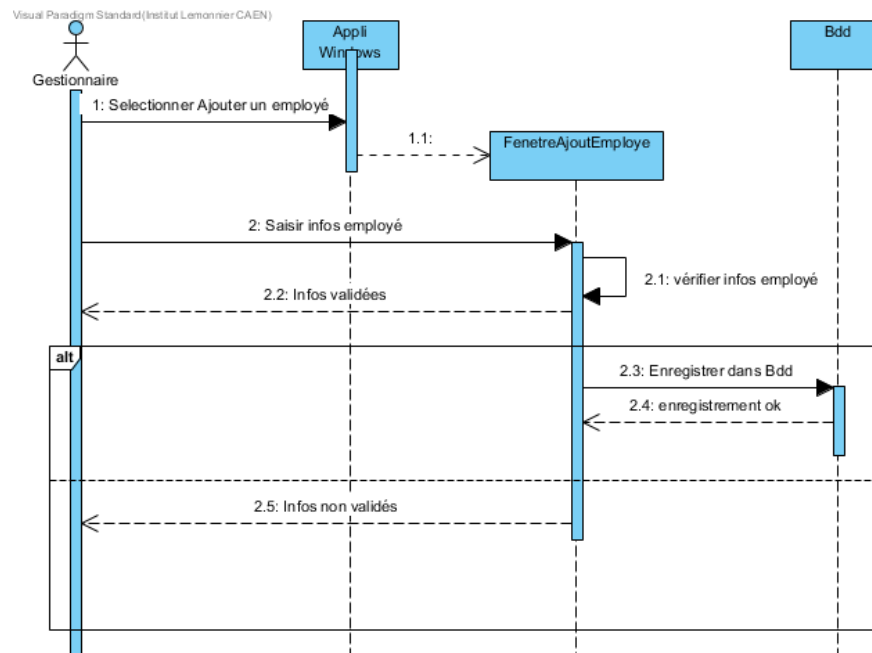 Visual Paradigm Standard(Institut Lemonnier CAEN)
Gestionnaire
Appli
Windows
Bdd
1: Selectionner Ajouter un employé
1.1:
FenetreAjoutEmploye
2: Saisir infos employé
2.1: vérifier infos employé
2.2: Infos validées
alt
2.3: Enregistrer dans Bdd
2.4: enregistrement ok
2.5: Infos non validés